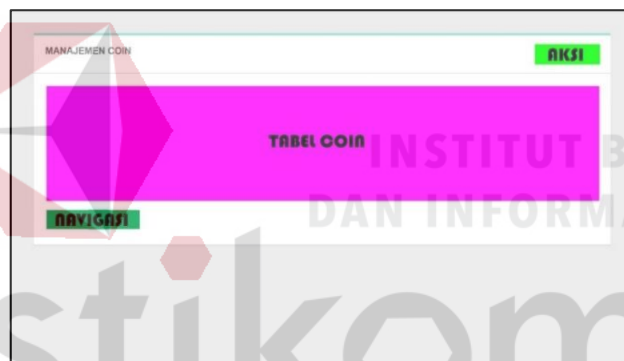 MANAJEMEN COIN
AKSI
TABEL COIN
INSTITUT B
DAN INFORMA
NAVIGASI
stikom